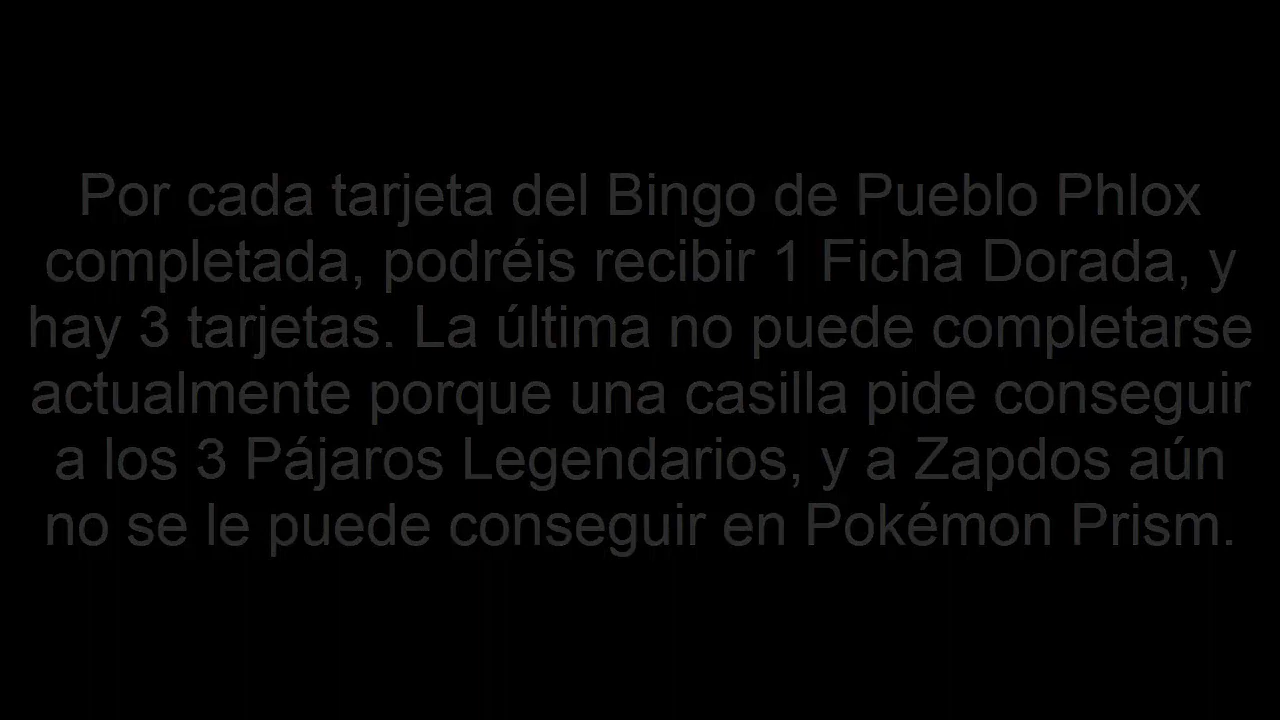 Por cada tarjeta del Bingo de Pueblo Phlox
completada, podréis recibir 1 Ficha Dorada, y
hay 3 tarjetas. La última no puede completarse
actualmente porque una casilla pide conseguir
a los 3 Pájaros Legendarios, y a Zapdos aún
no se le puede conseguir en Pokémon Prism.